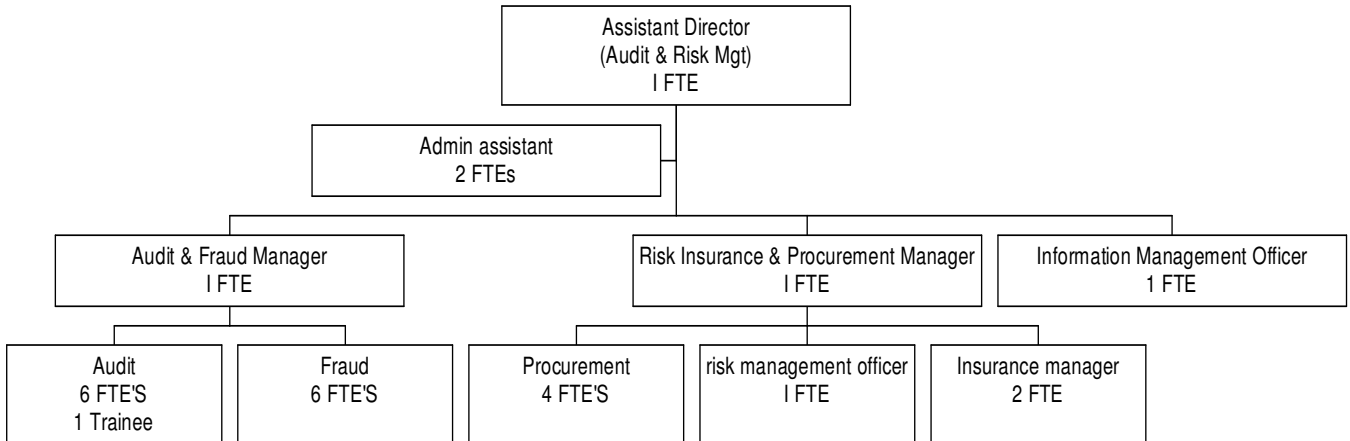 Assistant Director
(Audit & Risk Mgt)
I FTE
Admin assistant
2 FTEs
Audit & Fraud Manager
I FTE
Risk Insurance & Procurement Manager
I FTE
Information Management Officer
1 FTE
Audit
6 FTE'S
1 Trainee
Fraud
6 FTE'S
Procurement
4 FTE'S
risk management officer
I FTE
Insurance manager
2 FTE